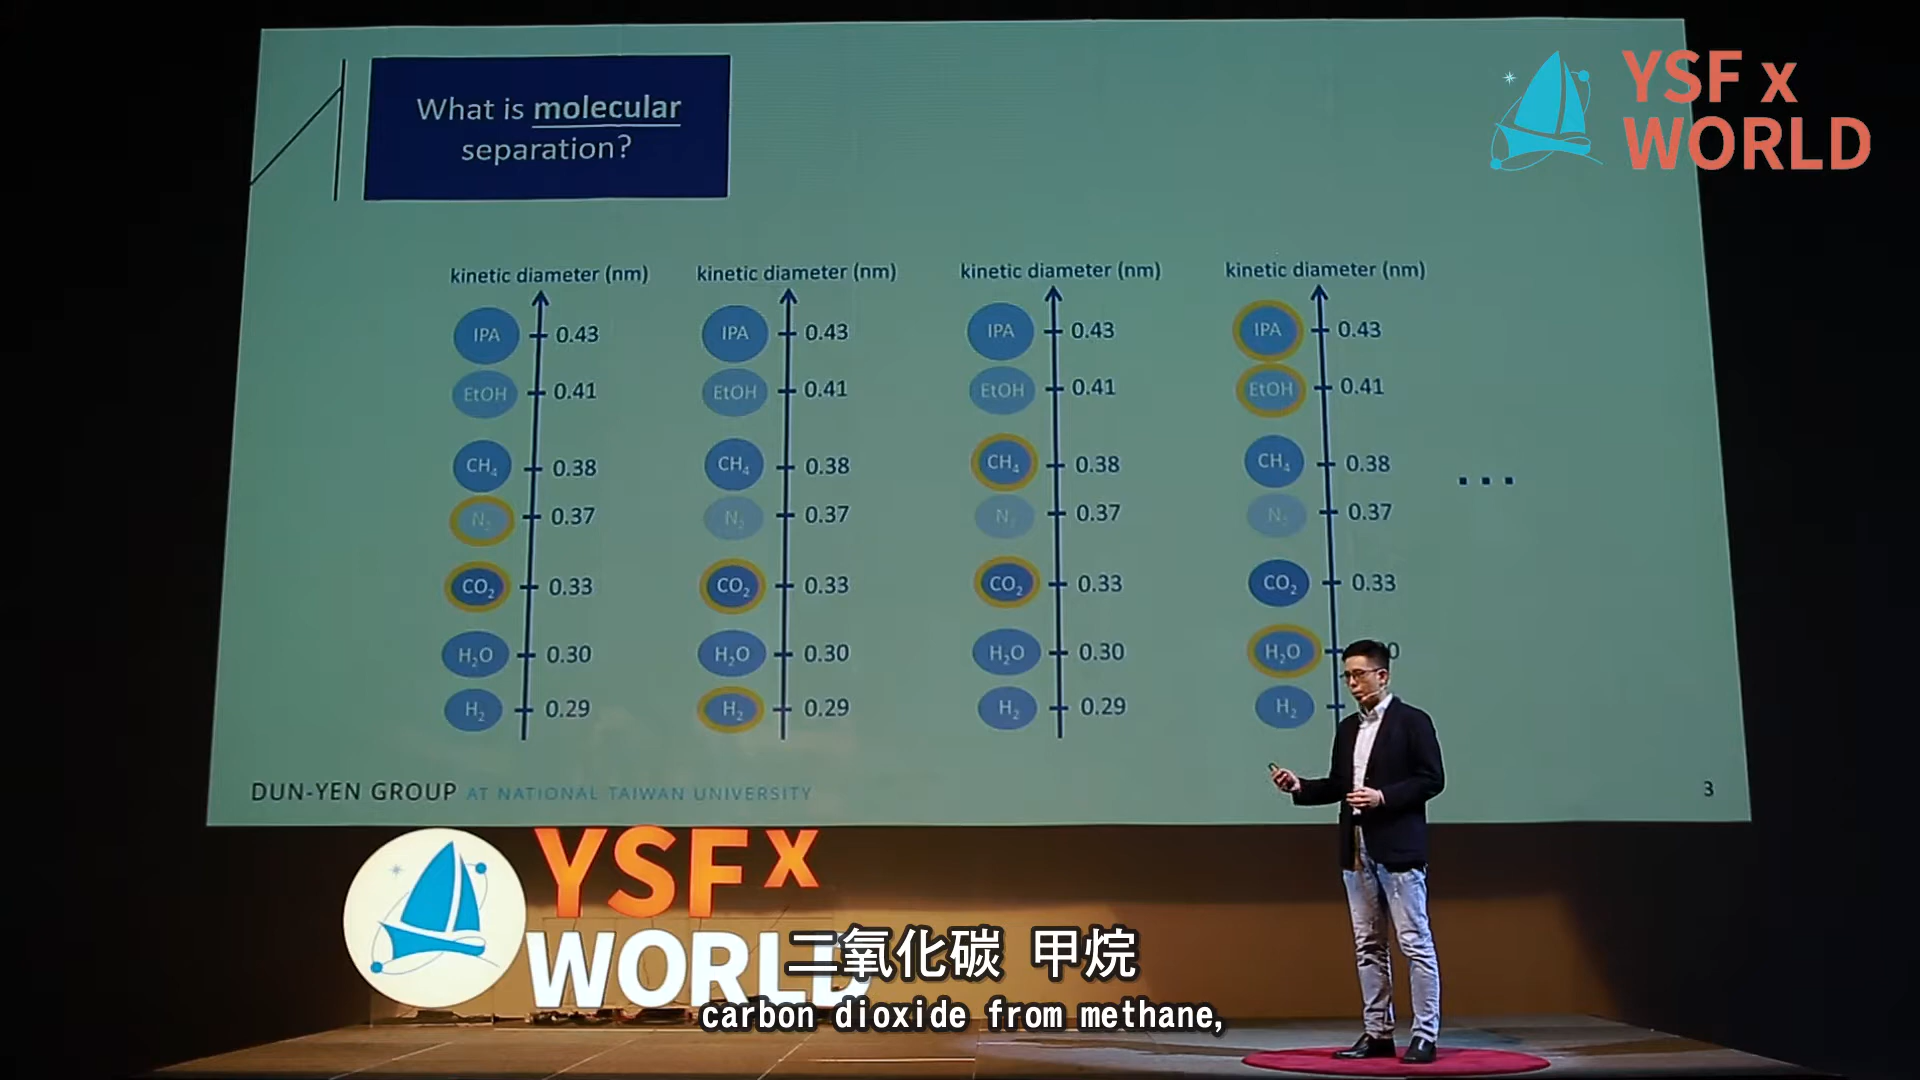 YSF x
WORLD
What is molecular
separation?
kinetic diameter (nm)
IPA 0.43
EtOH 0.41
CH₄ 0.38
N₂ 0.37
CO₂ 0.33
H₂O 0.30
H₂ 0.29
kinetic diameter (nm)
IPA 0.43
EtOH 0.41
CH₄ 0.38
N₂ 0.37
CO₂ 0.33
H₂O 0.30
H₂ 0.29
kinetic diameter (nm)
IPA 0.43
EtOH 0.41
CH₄ 0.38
N₂ 0.37
CO₂ 0.33
H₂O 0.30
H₂ 0.29
kinetic diameter (nm)
IPA 0.43
EtOH 0.41
CH₄ 0.38
N₂ 0.37
CO₂ 0.33
H₂O
H₂
...
DUN-YEN GROUP AT NATIONAL TAIWAN UNIVERSITY
3
YSF x
WORLD
二氧化碳 甲烷
carbon dioxide from methane,